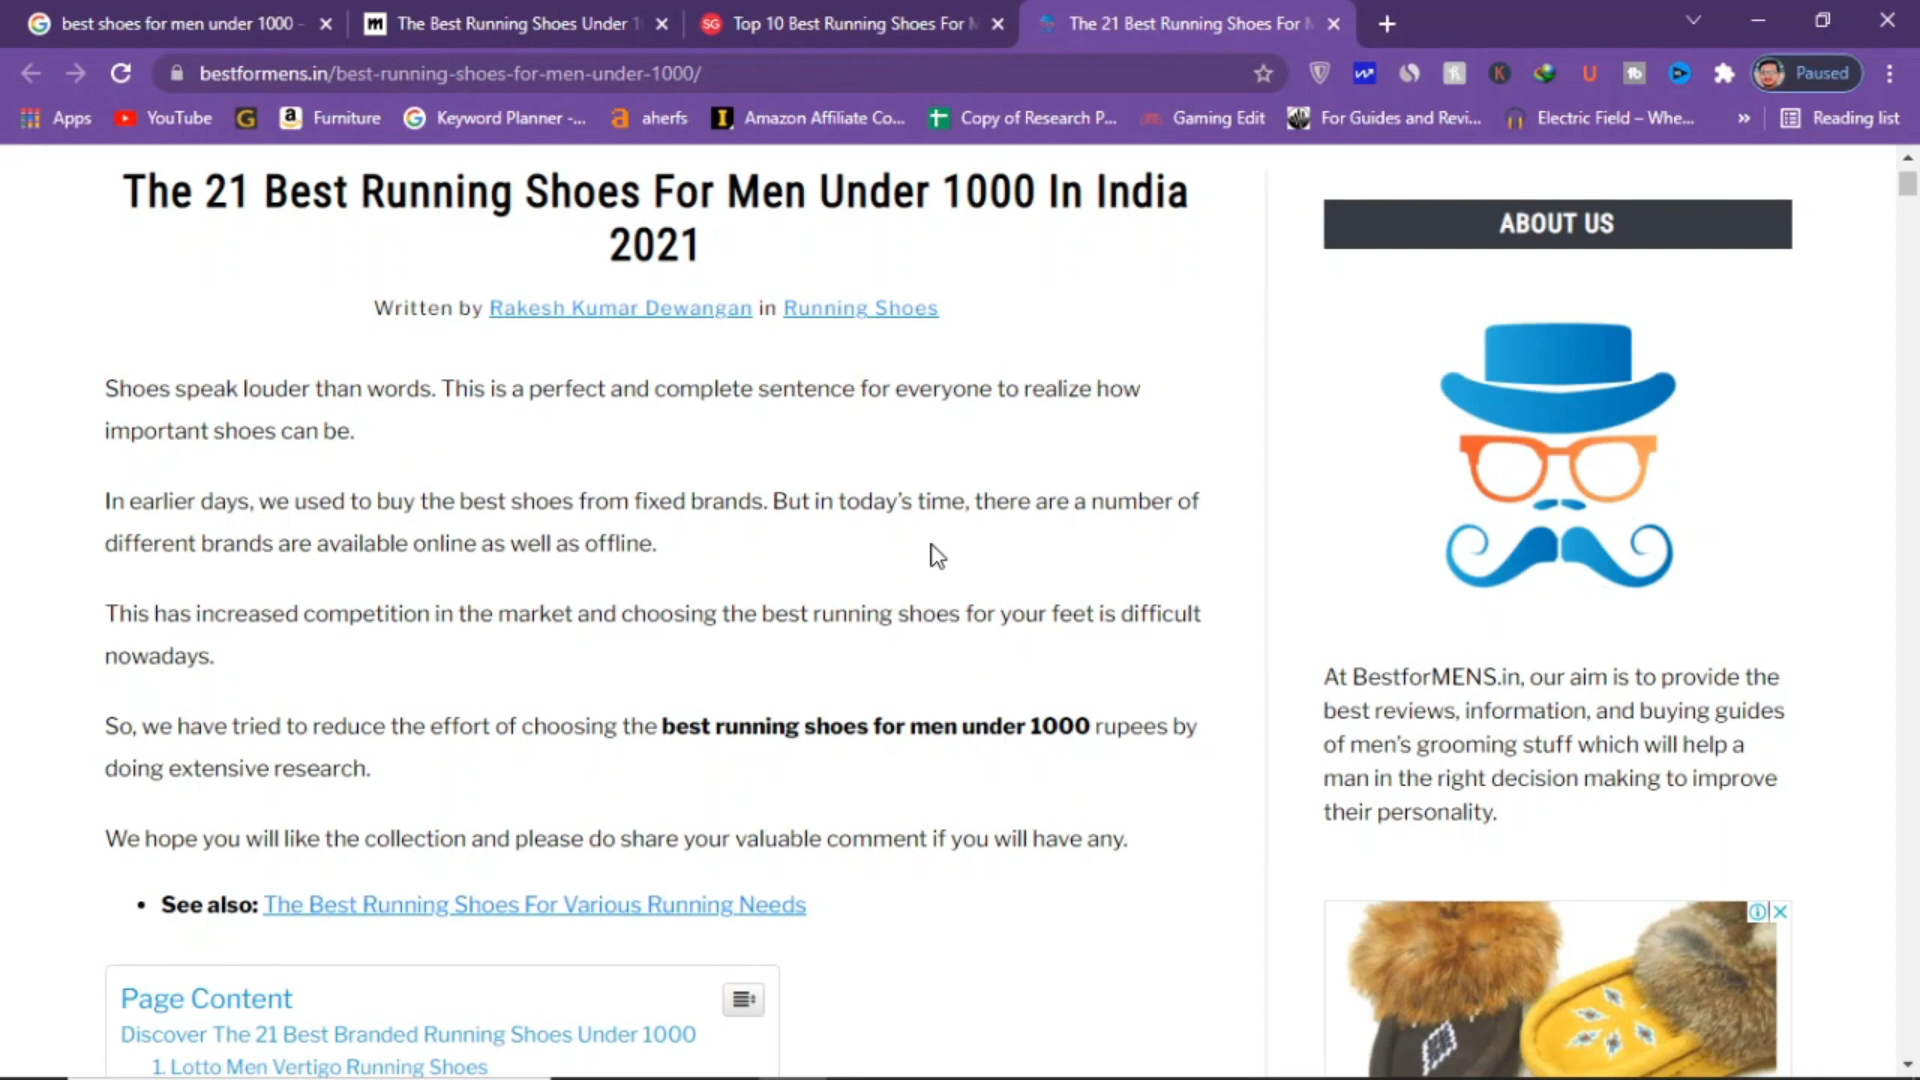 best shoes for men under 1000 -
The Best Running Shoes Under 1
SG Top 10 Best Running Shoes For M
The 21 Best Running Shoes For M
bestformens.in/best-running-shoes-for-men-under-1000/
Paused
Apps
YouTube
Furniture
Keyword Planner -...
aherfs
Amazon Affiliate Co...
Copy of Research P...
Gaming Edit
For Guides and Revi...
Electric Field – Whe...
»
Reading list
The 21 Best Running Shoes For Men Under 1000 In India
2021
Written by Rakesh Kumar Dewangan in Running Shoes
Shoes speak louder than words. This is a perfect and complete sentence for everyone to realize how
important shoes can be.
In earlier days, we used to buy the best shoes from fixed brands. But in today's time, there are a number of
different brands are available online as well as offline.
This has increased competition in the market and choosing the best running shoes for your feet is difficult
nowadays.
So, we have tried to reduce the effort of choosing the best running shoes for men under 1000 rupees by
doing extensive research.
We hope you will like the collection and please do share your valuable comment if you will have any.
• See also: The Best Running Shoes For Various Running Needs
Page Content
Discover The 21 Best Branded Running Shoes Under 1000
1. Lotto Men Vertigo Running Shoes
ABOUT US
At BestforMENS.in, our aim is to provide the
best reviews, information, and buying guides
of men's grooming stuff which will help a
man in the right decision making to improve
their personality.